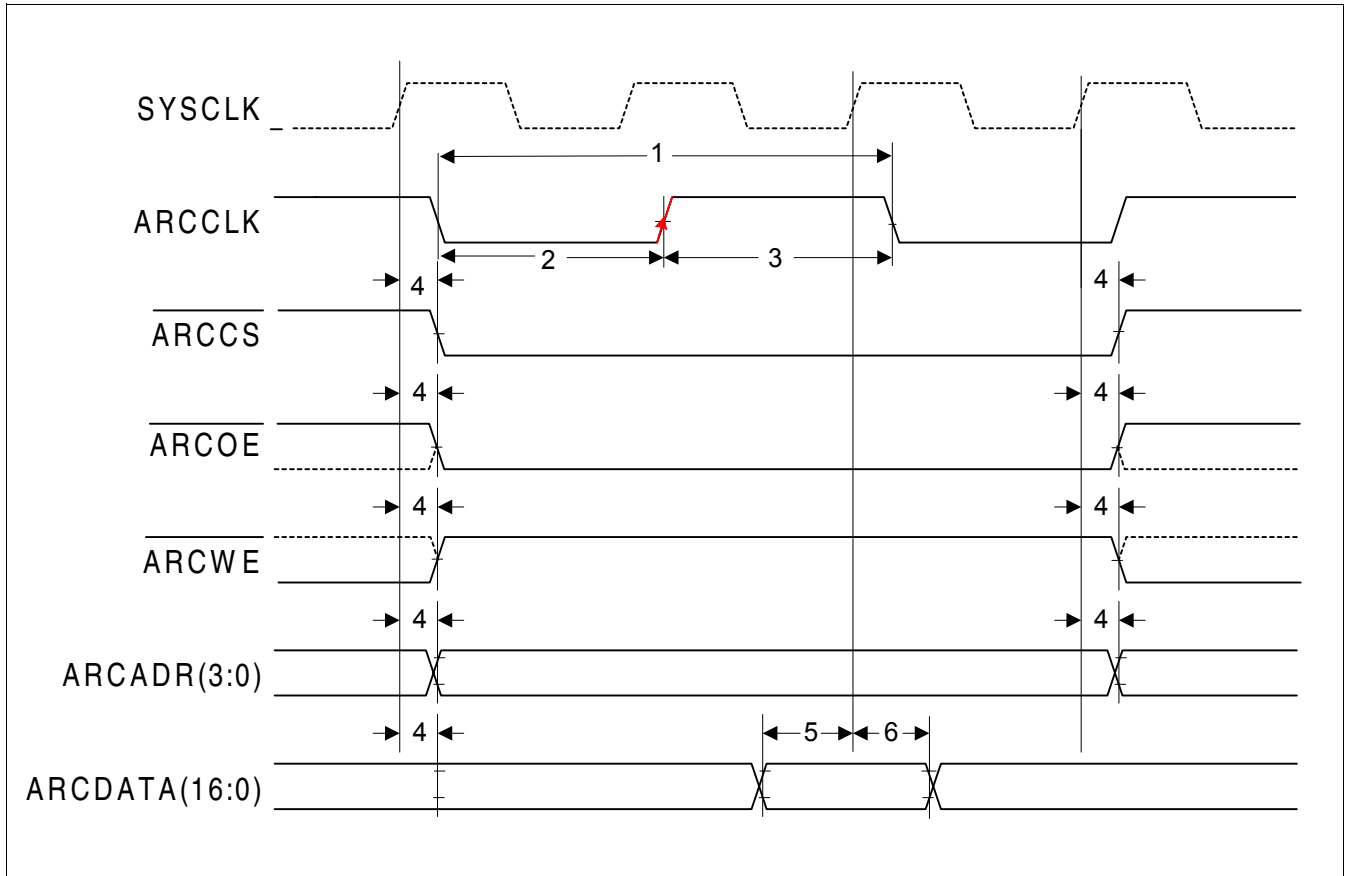 SYSCLK
1
ARCCLK
2 3
4 4
ARCCS
4 4
ARCOE
4 4
ARCWE
4 4
ARCADR(3:0)
4 5 6
ARCDATA(16:0)